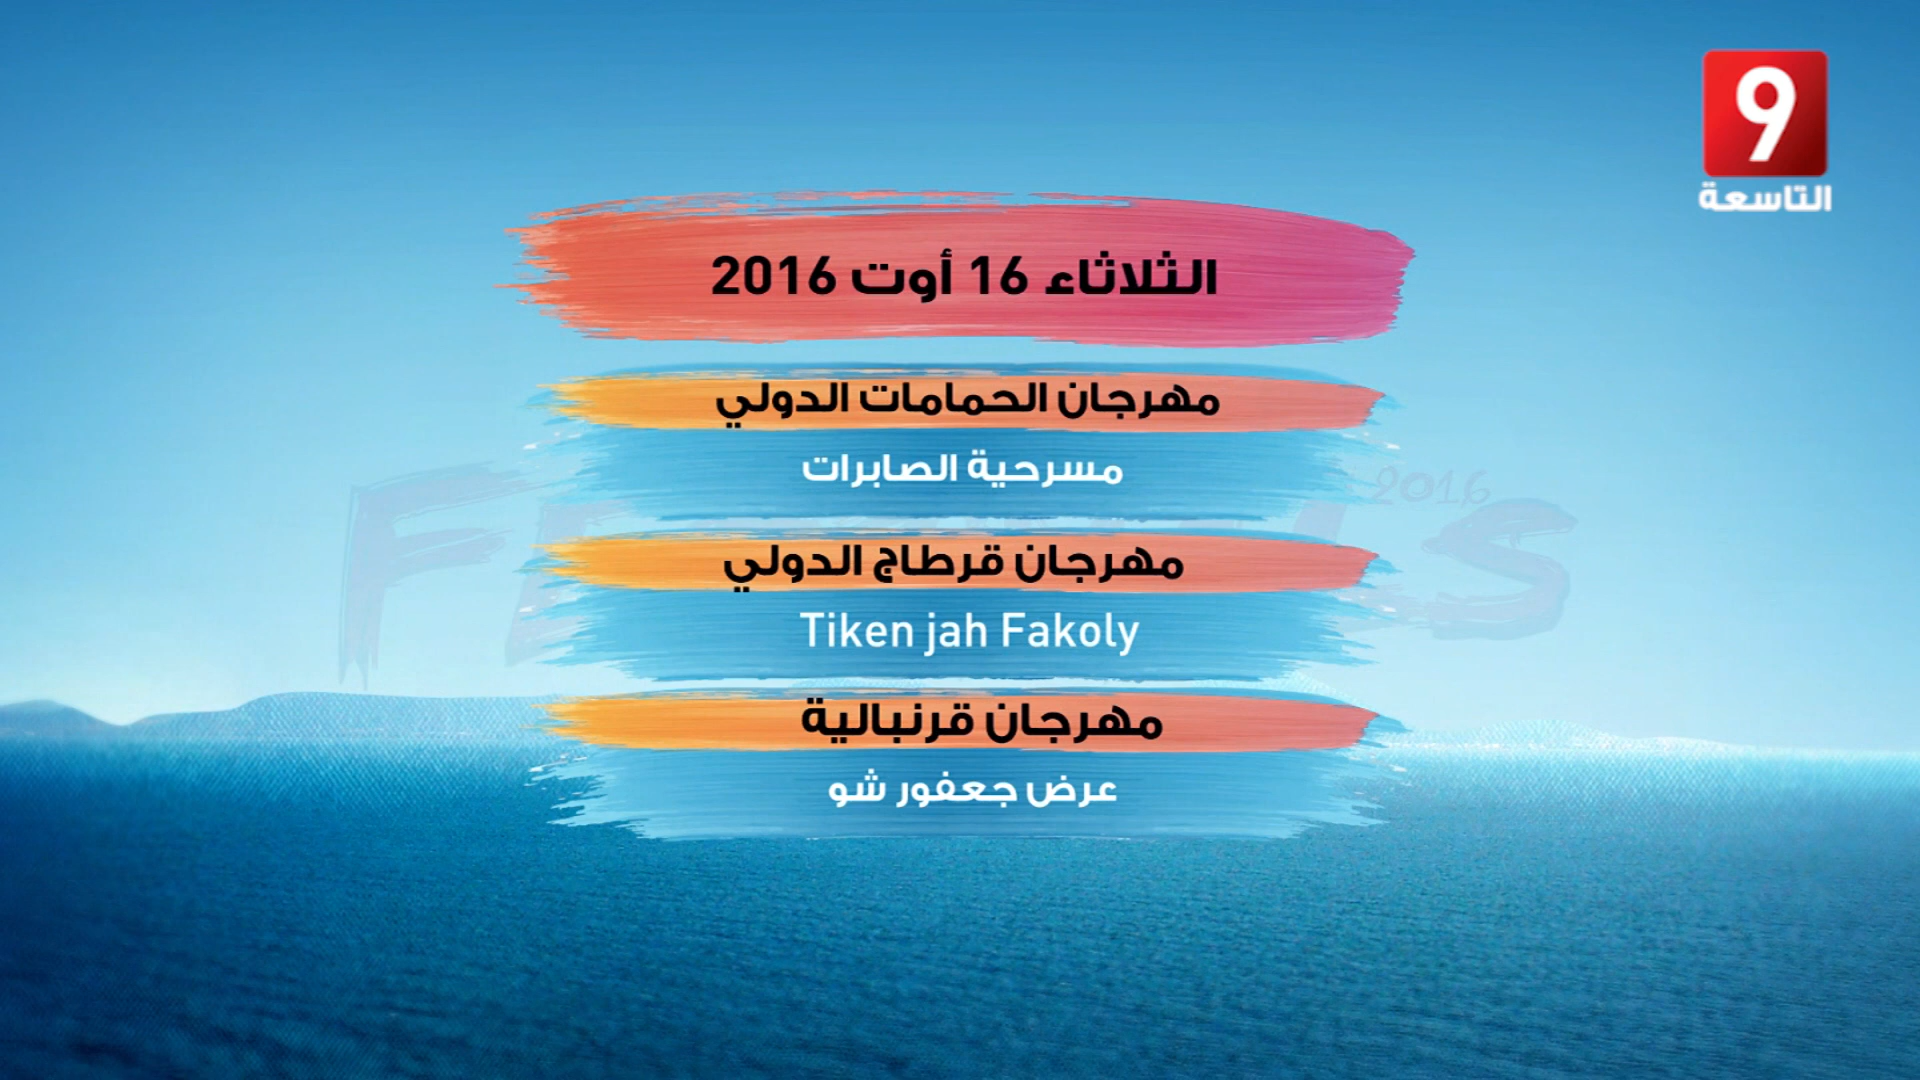 9
التاسعة
الثلاثاء 16 أوت 2016
مهرجان الحمامات الدولي
مسرحية الصابرات
2016
مهرجان قرطاج الدولي
Tiken jah Fakoly
مهرجان قرنبالية
عرض جعفور شو